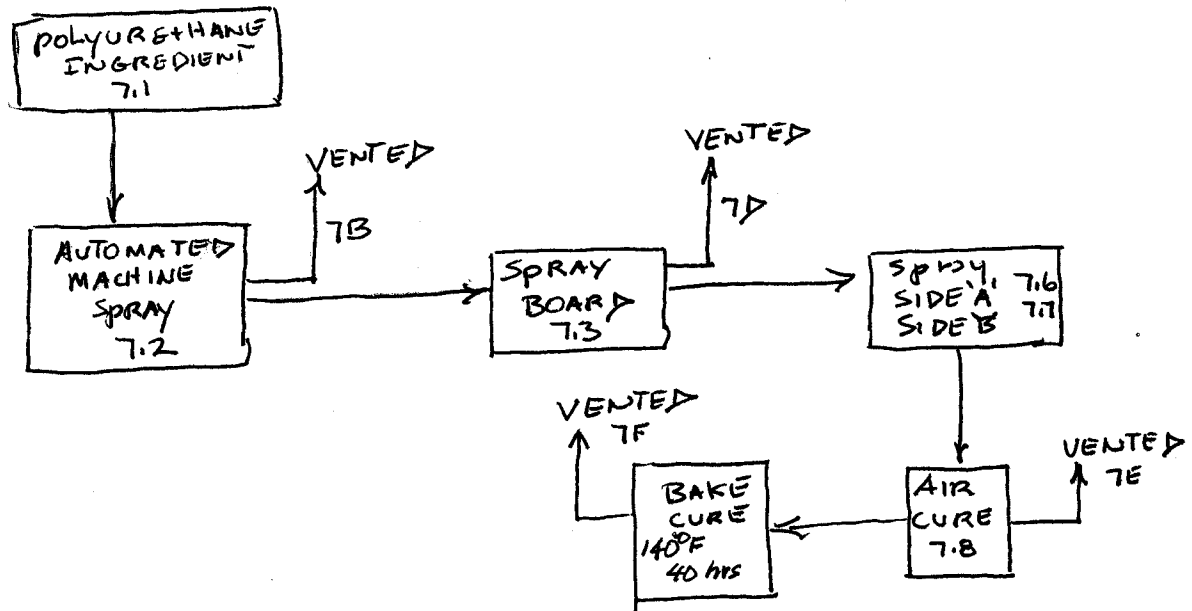 POLYURETHANE
INGREDIENT
7.1
VENTED
7B
VENTED
7D
AUTOMATED
MACHINE
SPRAY
7.2
SPRAY
BOARD
7.3
Spray, 7.6
SIDE 'A 7.7
SIDE 'B
VENTED
7F
BAKE
CURE
140°F
40 hrs
AIR
CURE
7.8
VENTED
7E